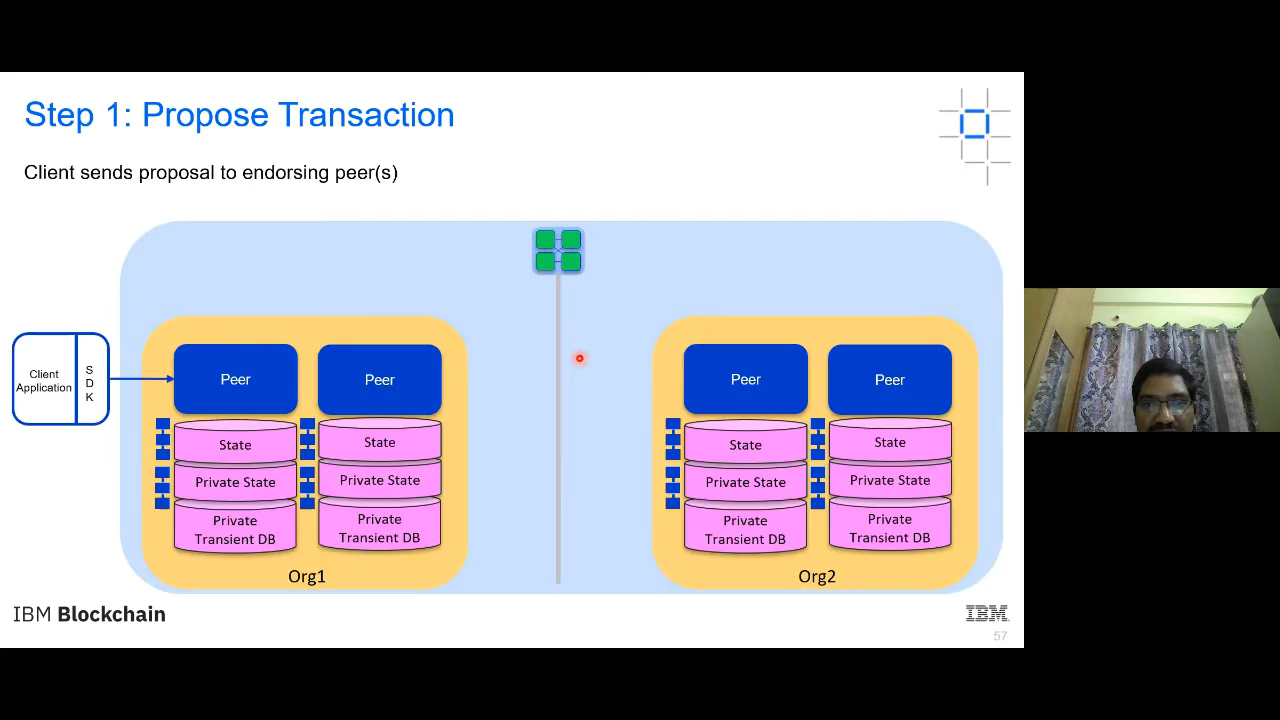 Step 1: Propose Transaction
Client sends proposal to endorsing peer(s)
Client
Application
S
D
K
Peer
State
Private State
Private
Transient DB
Peer
State
Private State
Private
Transient DB
Org1
Peer
State
Private State
Private
Transient DB
Peer
State
Private State
Private
Transient DB
Org2
IBM Blockchain
IBM
57